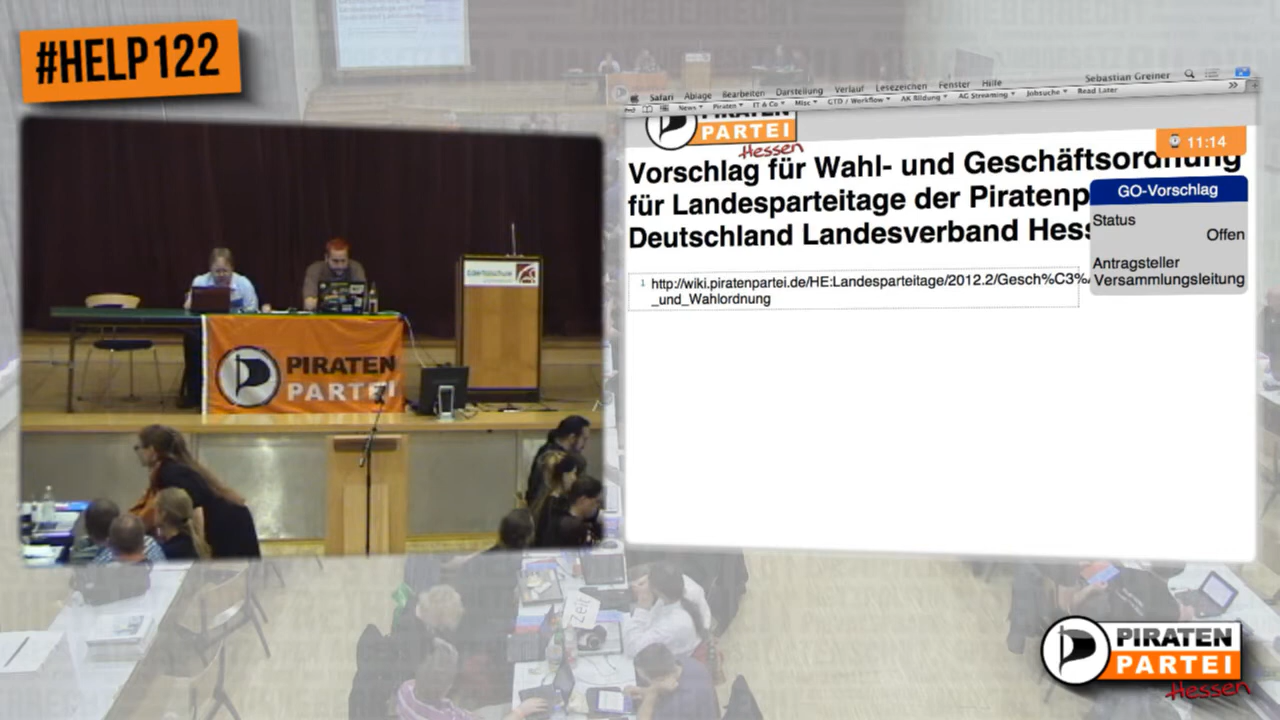 #HELP122
Safari Ablage Bearbeiten Darstellung Verlauf Lesezeichen Fenster Hilfe
Sebastian Greiner
News Piraten IT & Co Misc GTD / Workflow AK Bildung AG Streaming Jobsuche Read Later
PIRATEN
PARTEI
Hessen
11:14
Vorschlag für Wahl- und Geschäftsordnung
für Landesparteitage der Piratenp
Deutschland Landesverband Hess
GO-Vorschlag
Status
Offen
Antragsteller
Versammlungsleitung
1 http://wiki.piratenpartei.de/HE:Landesparteitage/2012.2/Gesch%C3%
_und_Wahlordnung
PIRATEN
PARTEI
Zeit
PIRATEN
PARTEI
Hessen